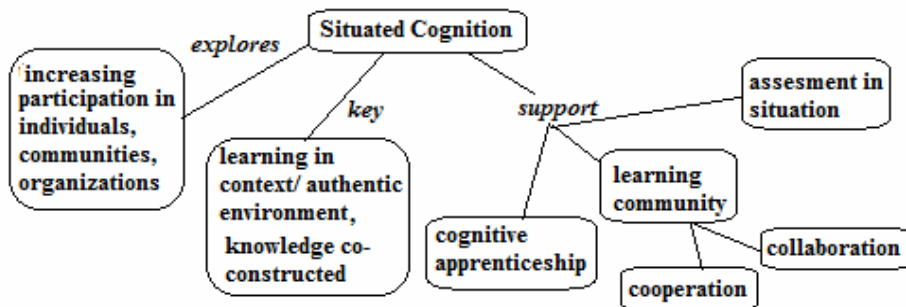 Situated Cognition
explores
increasing
participation in
individuals,
communities,
organizations
key
learning in
context/ authentic
environment,
knowledge co-
constructed
support
assesment in
situation
learning
community
cognitive
apprenticeship
collaboration
cooperation